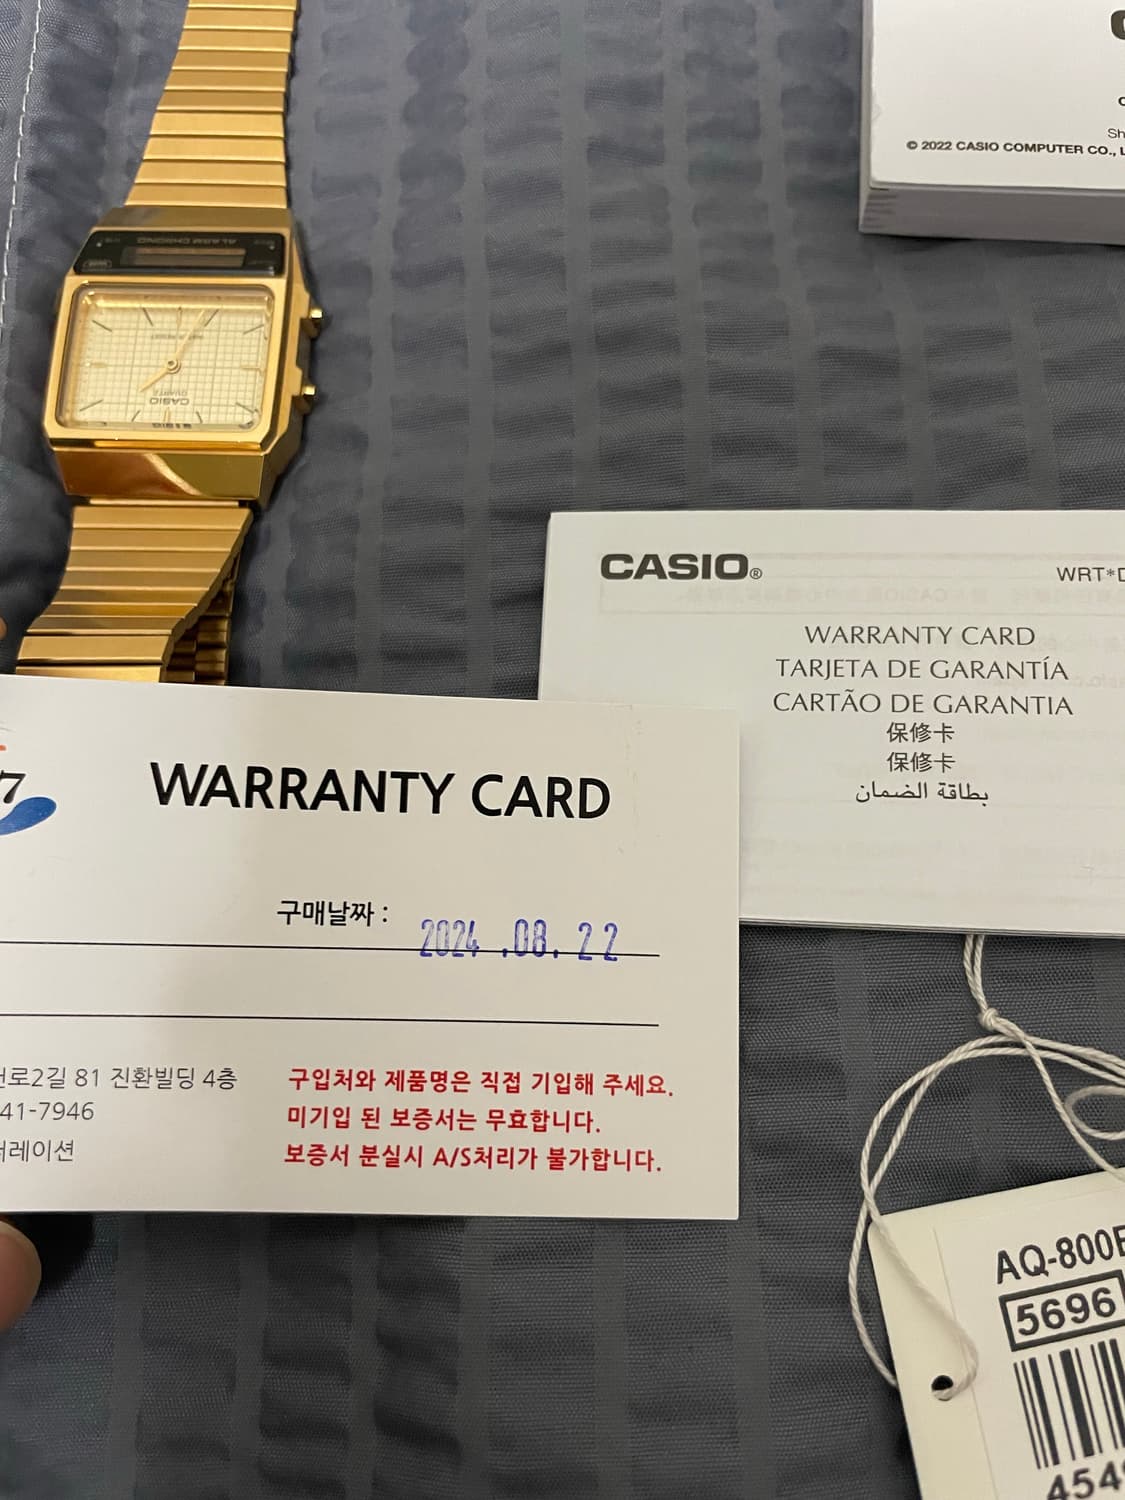 ALARM CHRONO
WATER RESIST
QUARTZ
CASIO
© 2022 CASIO COMPUTER CO., L
CASIO®
WRT*D
WARRANTY CARD
TARJETA DE GARANTÍA
CARTÃO DE GARANTIA
保修卡
保修卡
بطاقة الضمان
7
WARRANTY CARD
구매날짜 :
2024 .08. 22
로2길 81 진환빌딩 4층
41-7946
레이션
구입처와 제품명은 직접 기입해 주세요.
미기입 된 보증서는 무효합니다.
보증서 분실시 A/S처리가 불가합니다.
AQ-800E
5696
454